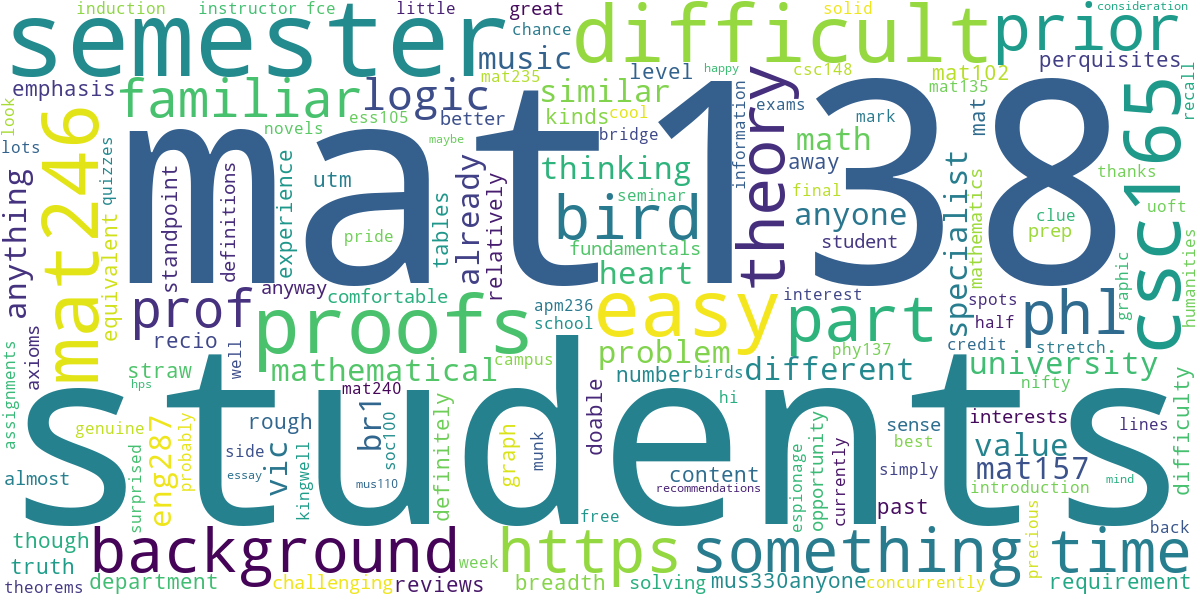 induction
instructor fce
little
great
solid
consideration
semester
difficult
prior
chance
music
mat235
happy
level
csc148
mat102
perquisites
emphasis
familiar
logic
better
similar
mat135
look
novels
ess105
kinds
cool
bridge
information
exams
mark
mat
csc165
recall
lots
mat246
quizzes
mat138
maybe
math
away
theory
thinking
seminar
final
anything
equivalent
standpoint
definitions
experience
utm
pride
tables
already
relatively
bird
fundamentals
heart
anyone
student
specialist
mathematics
thanks
clue
prep
uoft
humanities
graphic
prof
anyway
comfortable
proofs
apm236
school
easy
interest
part
spots
half
phl
credit
stretch
recio
axioms
well
straw
hps
mathematical
campus
problem
phy137
number
birds
different
university
nifty
assignments
mat240
hi
students
genuine
surprised
probably
eng287
rough
side
essay
vic
kingwell
br1
soc100
mus110
definitely
graph
munk
doable
content
recommendations
espionage
opportunity
currently
sense
best
simply
past
interests
value
mat157
introduction
lines
mind
difficulty
almost
free
precious
back
though
truth
theorems
background
department
challenging
reviews
week
https
breadth
solving
something
mus330anyone
concurrently
time
requirement